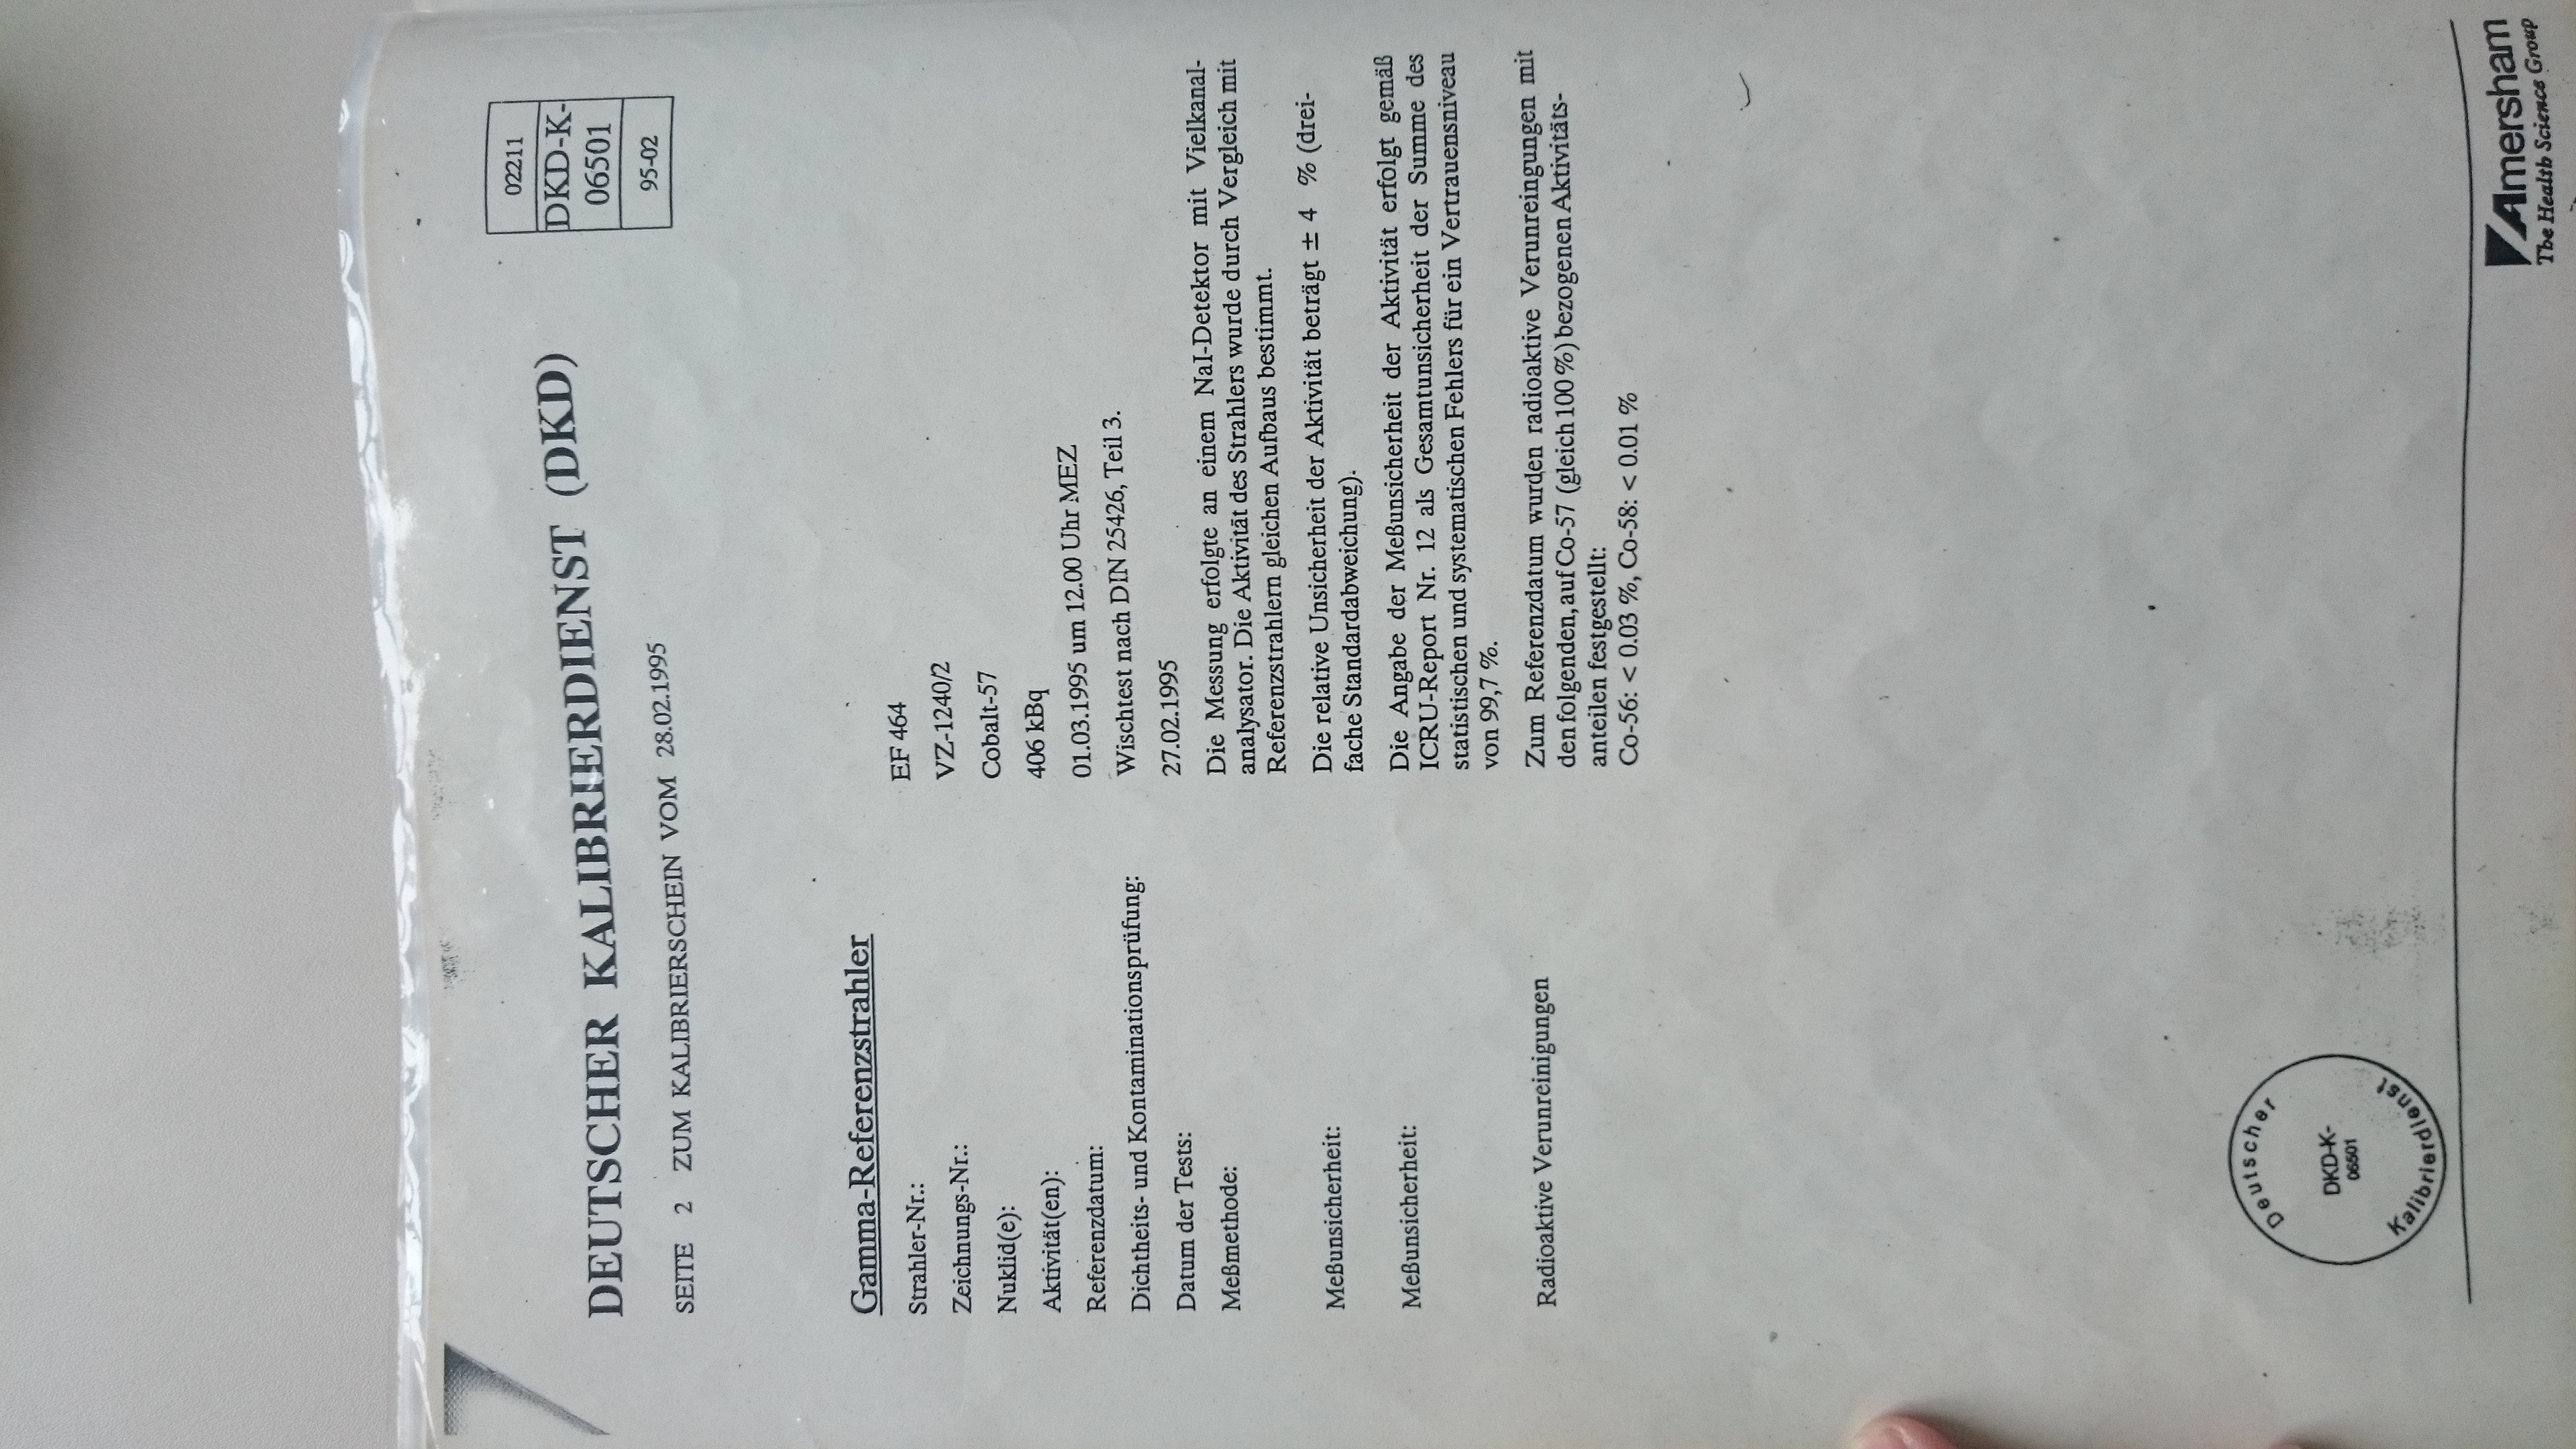 02211
DKD-K-
06501
95-02
DEUTSCHER KALIBRIERDIENST (DKD)
SEITE 2 ZUM KALIBRIERSCHEIN VOM 28.02.1995
Gamma-Referenzstrahler
Strahler-Nr.: EF 464
Zeichnungs-Nr.: VZ-1240/2
Nuklid(e): Cobalt-57
Aktivität(en): 406 kBq
Referenzdatum: 01.03.1995 um 12.00 Uhr MEZ
Dichtheits- und Kontaminationsprüfung: Wischtest nach DIN 25426, Teil 3.
Datum der Tests: 27.02.1995
Meßmethode: Die Messung erfolgte an einem NaI-Detektor mit Vielkanal-
analysator. Die Aktivität des Strahlers wurde durch Vergleich mit
Referenzstrahlern gleichen Aufbaus bestimmt.
Meßunsicherheit: Die relative Unsicherheit der Aktivität beträgt ± 4 % (drei-
fache Standardabweichung).
Meßunsicherheit: Die Angabe der Meßunsicherheit der Aktivität erfolgt gemäß
ICRU-Report Nr. 12 als Gesamtunsicherheit der Summe des
statistischen und systematischen Fehlers für ein Vertrauensniveau
von 99,7 %.
Radioaktive Verunreinigungen Zum Referenzdatum wurden radioaktive Verunreingungen mit
den folgenden, auf Co-57 (gleich 100 %) bezogenen Aktivitäts-
anteilen festgestellt:
Co-56: < 0.03 %, Co-58: < 0.01 %
Deutscher
DKD-K-
06501
Kalibrierdienst
Amersham
The Health Science Group